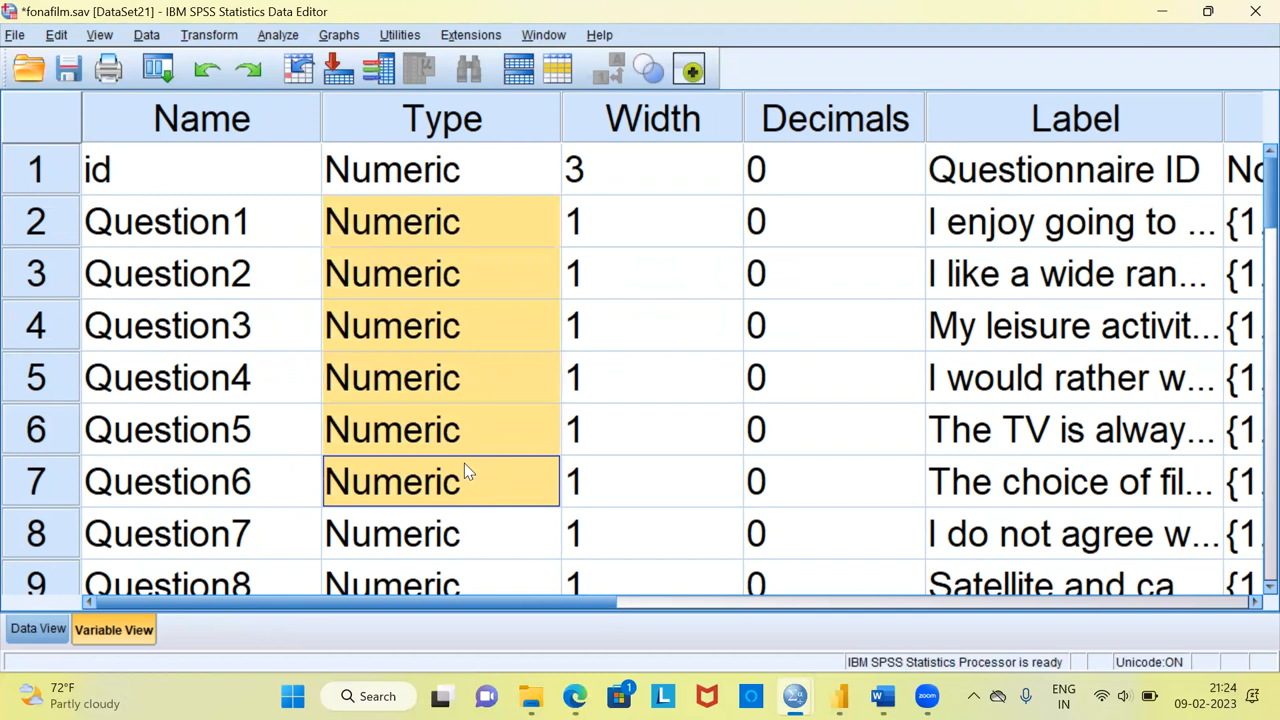 *fonafilm.sav [DataSet21] - IBM SPSS Statistics Data Editor
File Edit View Data Transform Analyze Graphs Utilities Extensions Window Help
Name Type Width Decimals Label
1 id Numeric 3 0 Questionnaire ID No
2 Question1 Numeric 1 0 I enjoy going to ... {1.
3 Question2 Numeric 1 0 I like a wide ran... {1.
4 Question3 Numeric 1 0 My leisure activit... {1.
5 Question4 Numeric 1 0 I would rather w... {1.
6 Question5 Numeric 1 0 The TV is alway... {1.
7 Question6 Numeric 1 0 The choice of fil... {1.
8 Question7 Numeric 1 0 I do not agree w... {1.
9 Question8 Numeric 1 0 Satellite and ca {1
Data View Variable View
IBM SPSS Statistics Processor is ready Unicode:ON
72°F
Partly cloudy
Search
1
ENG
IN
21:24
09-02-2023